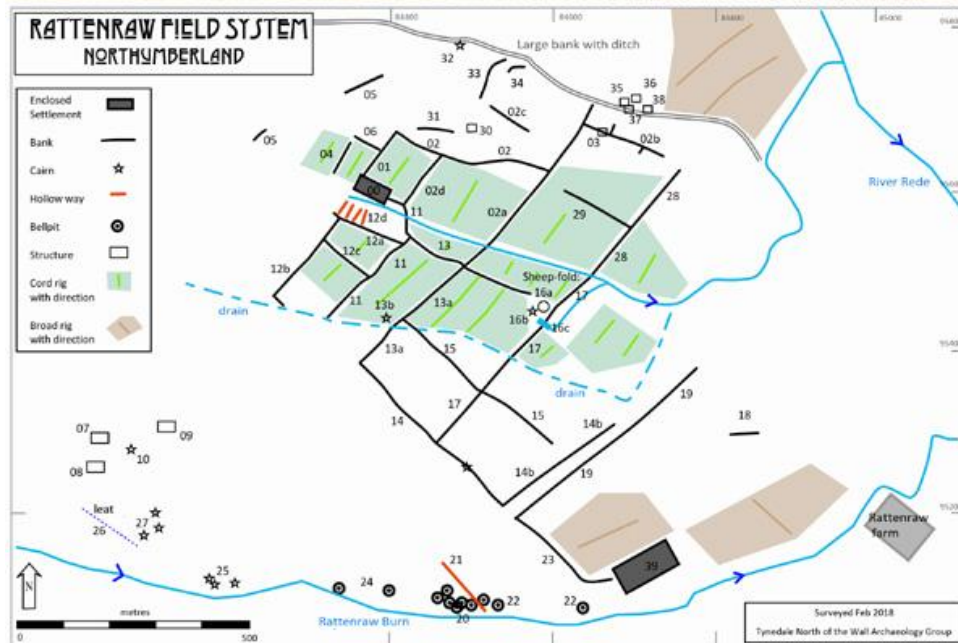 RATTENRAW FIELD SYSTEM
NORTHUMBERLAND
Enclosed
Settlement
Bank
Cairn
Hollow way
Bellpit
Structure
Cord rig
with direction
Broad rig
with direction
Large bank with ditch
32
33
34
35
36
37
38
05
05
31
30
02c
03
02b
06
02
02
04
01
00
02d
02a
29
28
28
River Rede
12d
11
12a
12c
13
11
12b
11
13b
13a
Sheep-fold:
16a
17
16b
16c
drain
17
13a
15
drain
14
17
15
14b
19
18
14b
19
07
09
10
08
leat
26
27
Rattenraw
farm
25
24
21
20
22
22
23
39
Rattenraw Burn
N
metres
0
500
Surveyed Feb 2018
Tynedale North of the Wall Archaeology Group